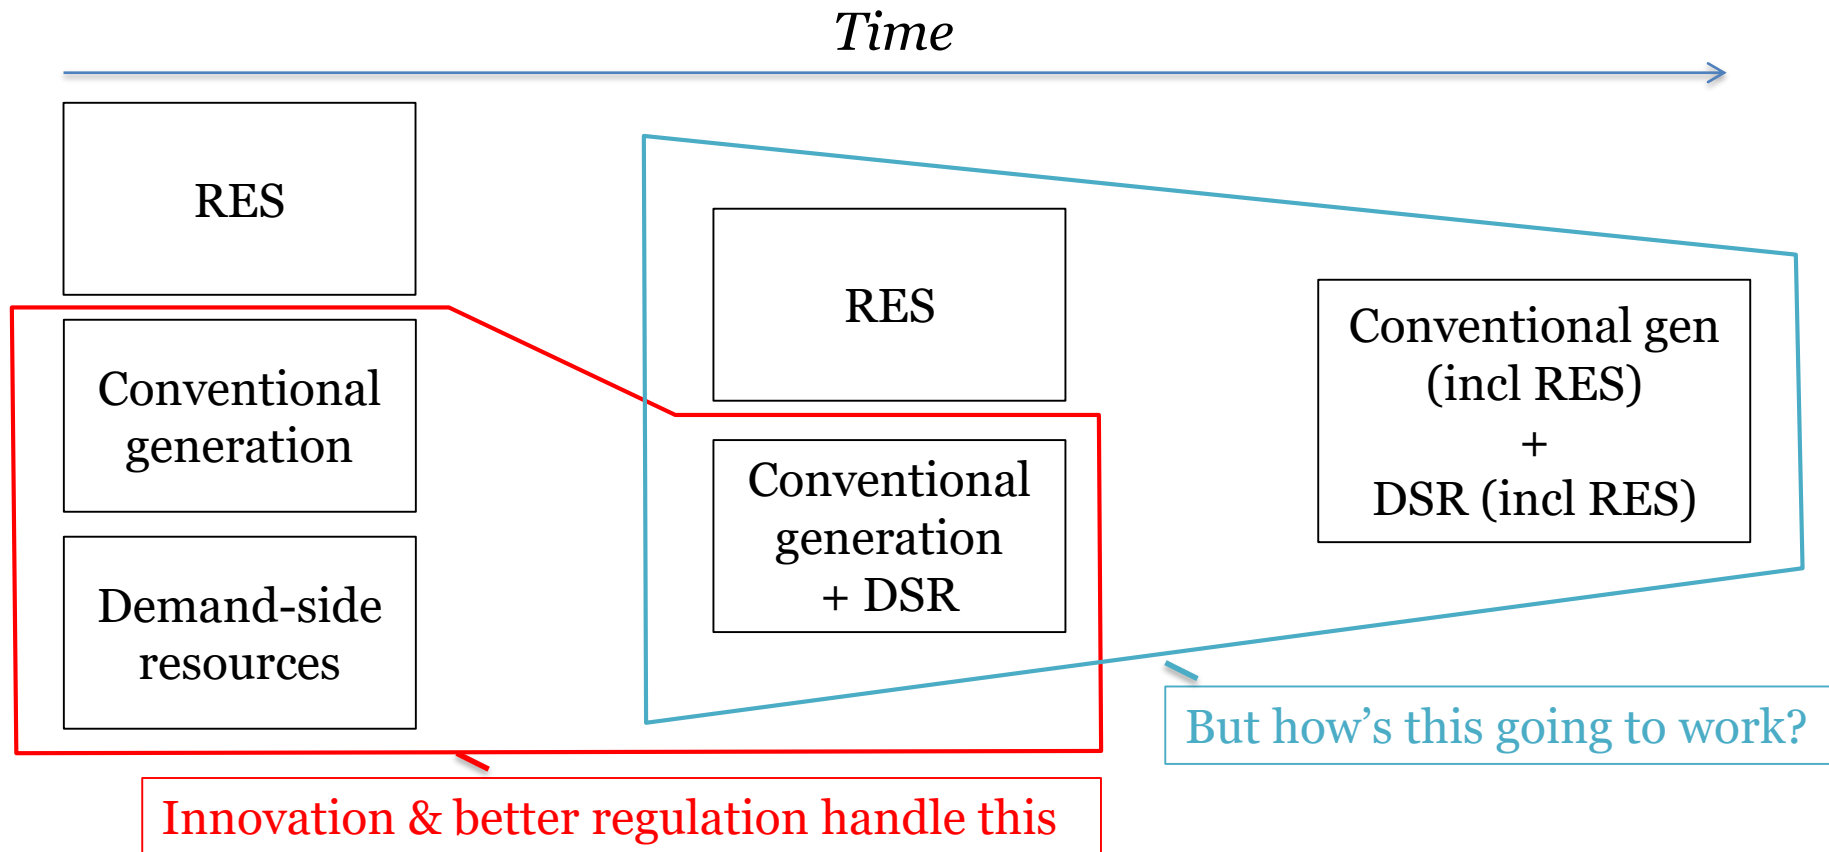 Time
RES
Conventional
generation
Demand-side
resources
RES
Conventional
generation
+ DSR
Conventional gen
(incl RES)
+
DSR (incl RES)
But how’s this going to work?
Innovation & better regulation handle this